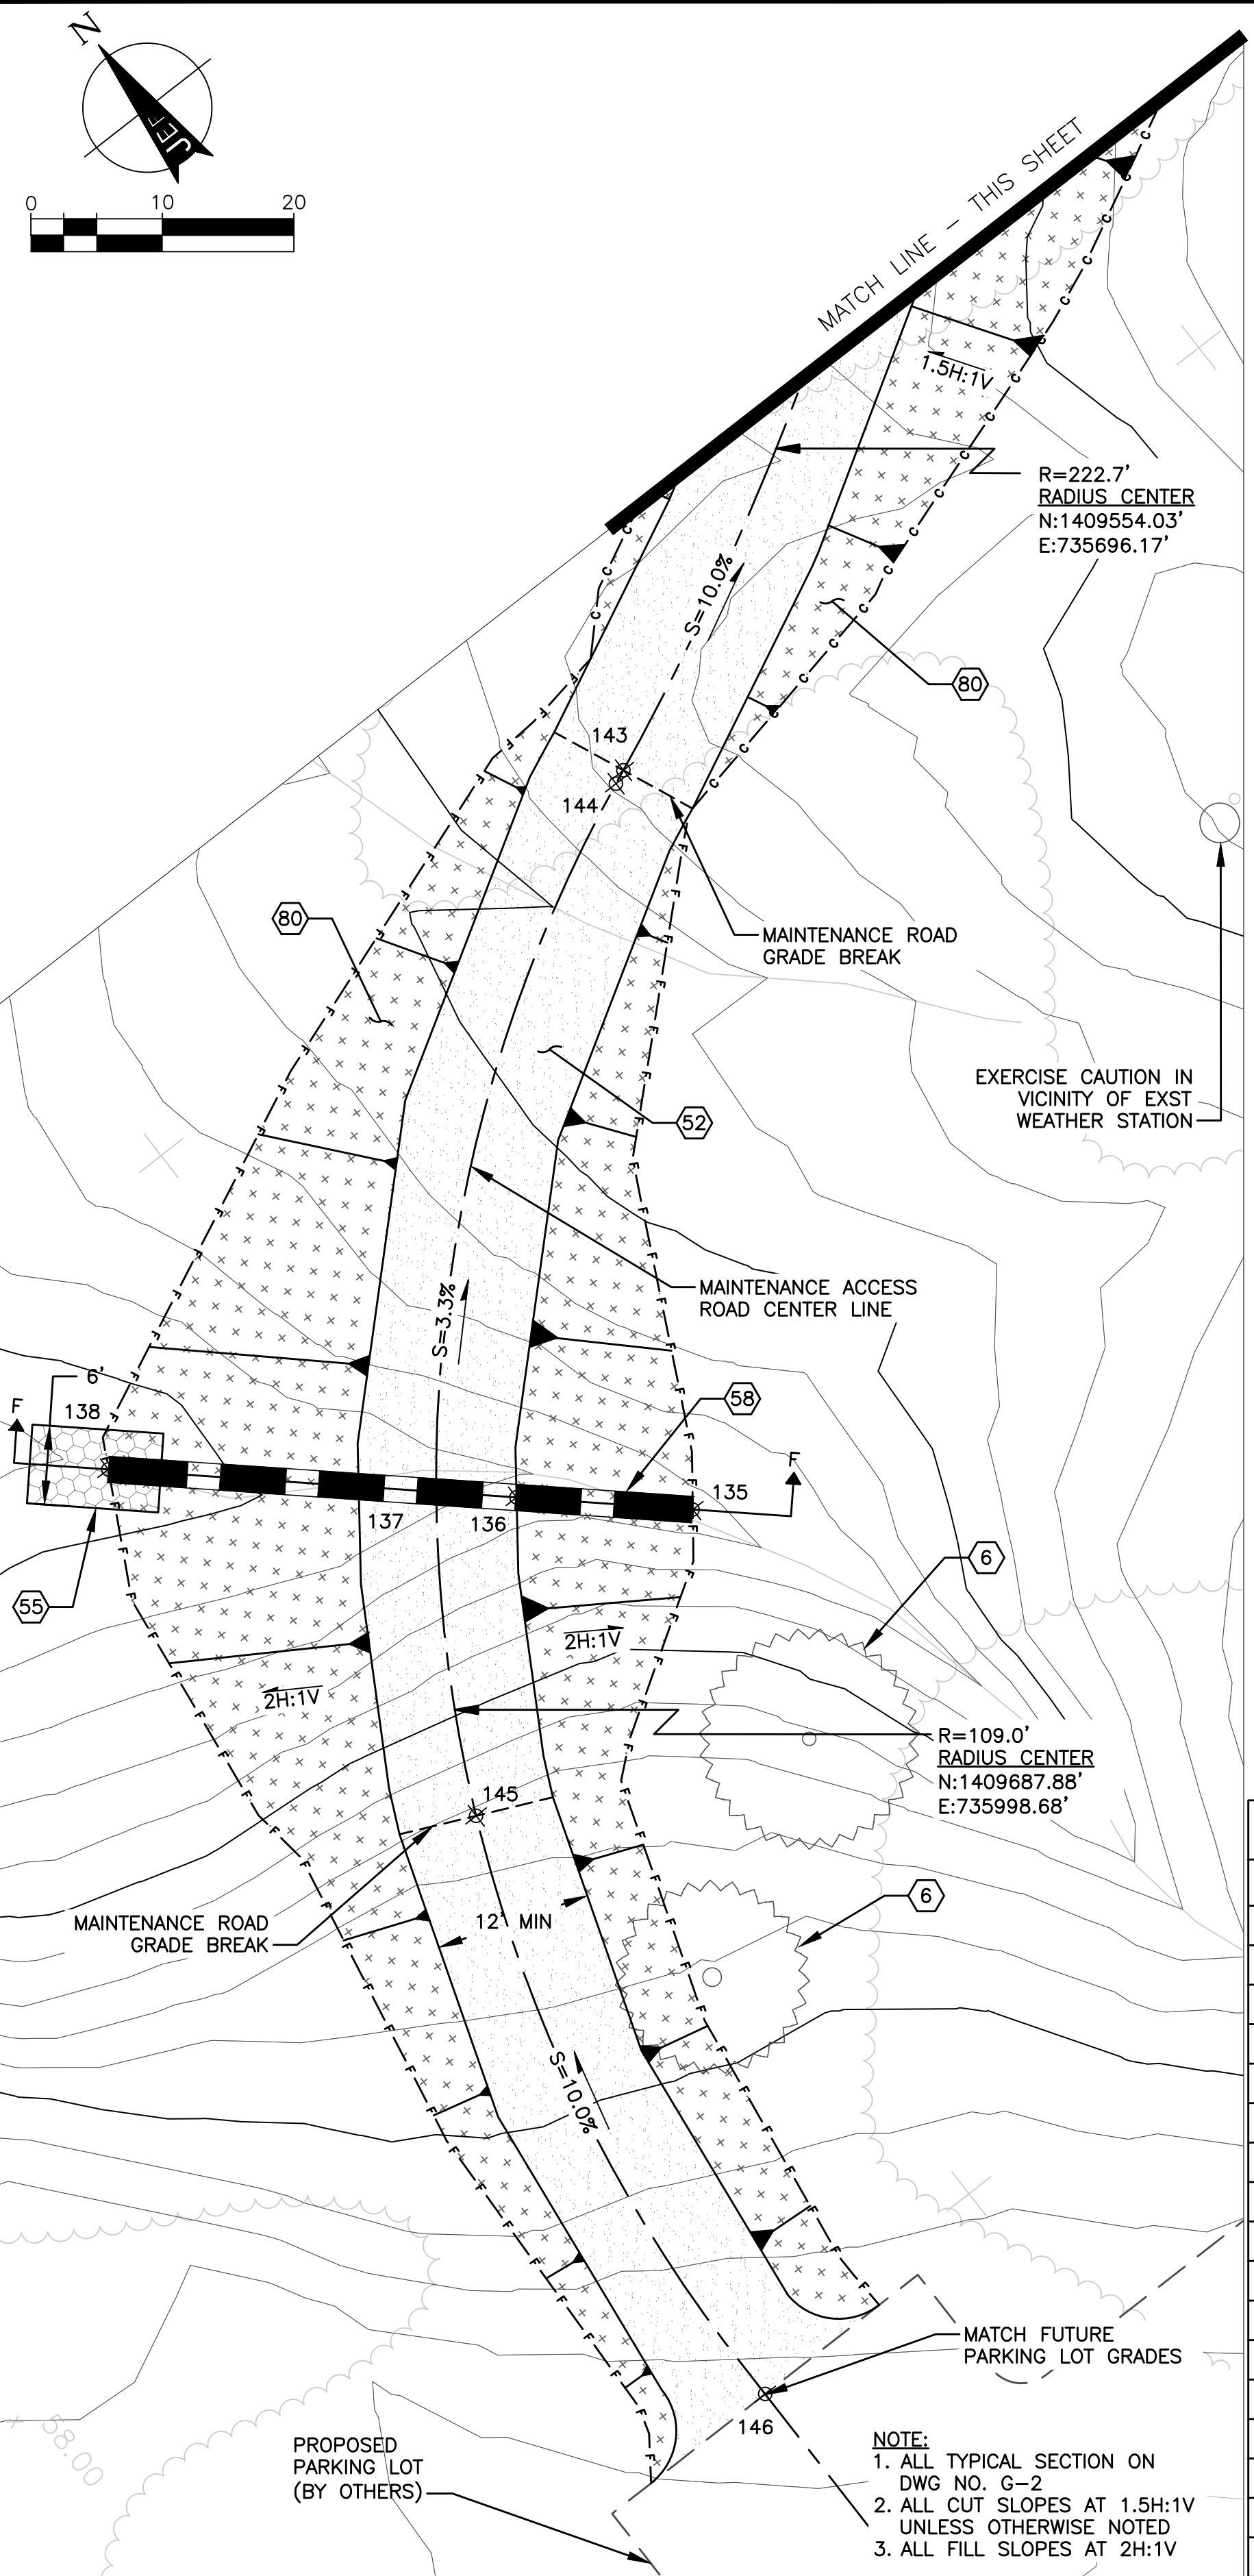 N
JEF
0 10 20
MATCH LINE - THIS SHEET
1.5H:1V
R=222.7'
RADIUS CENTER
N:1409554.03'
E:735696.17'
S=10.0%
80
143
144
80
MAINTENANCE ROAD
GRADE BREAK
EXERCISE CAUTION IN
VICINITY OF EXST
WEATHER STATION
52
MAINTENANCE ACCESS
ROAD CENTER LINE
S=3.3%
6'
F
138
58
F
135
137
136
6
55
2H:1V
2H:1V
R=109.0'
RADIUS CENTER
N:1409687.88'
E:735998.68'
145
6
MAINTENANCE ROAD
GRADE BREAK
12' MIN
S=10.0%
MATCH FUTURE
PARKING LOT GRADES
146
58.00
PROPOSED
PARKING LOT
(BY OTHERS)
NOTE:
1. ALL TYPICAL SECTION ON
DWG NO. G-2
2. ALL CUT SLOPES AT 1.5H:1V
UNLESS OTHERWISE NOTED
3. ALL FILL SLOPES AT 2H:1V